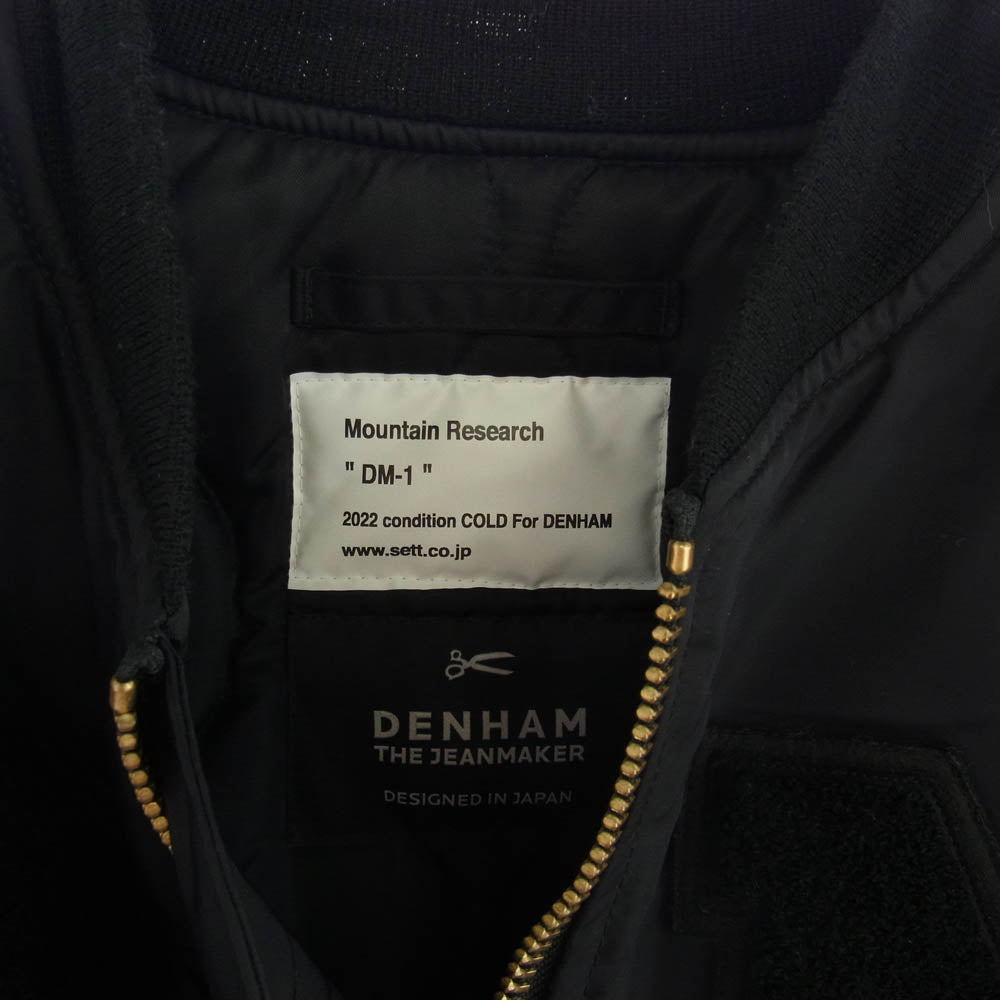 Mountain Research
" DM-1 "
2022 condition COLD For DENHAM
www.sett.co.jp
DENHAM
THE JEANMAKER
DESIGNED IN JAPAN